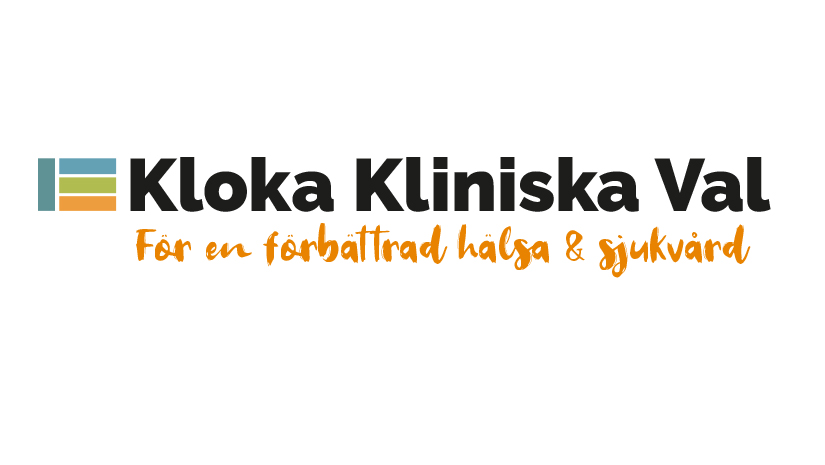 Kloka Kliniska Val
För en förbättrad hälsa & sjukvård